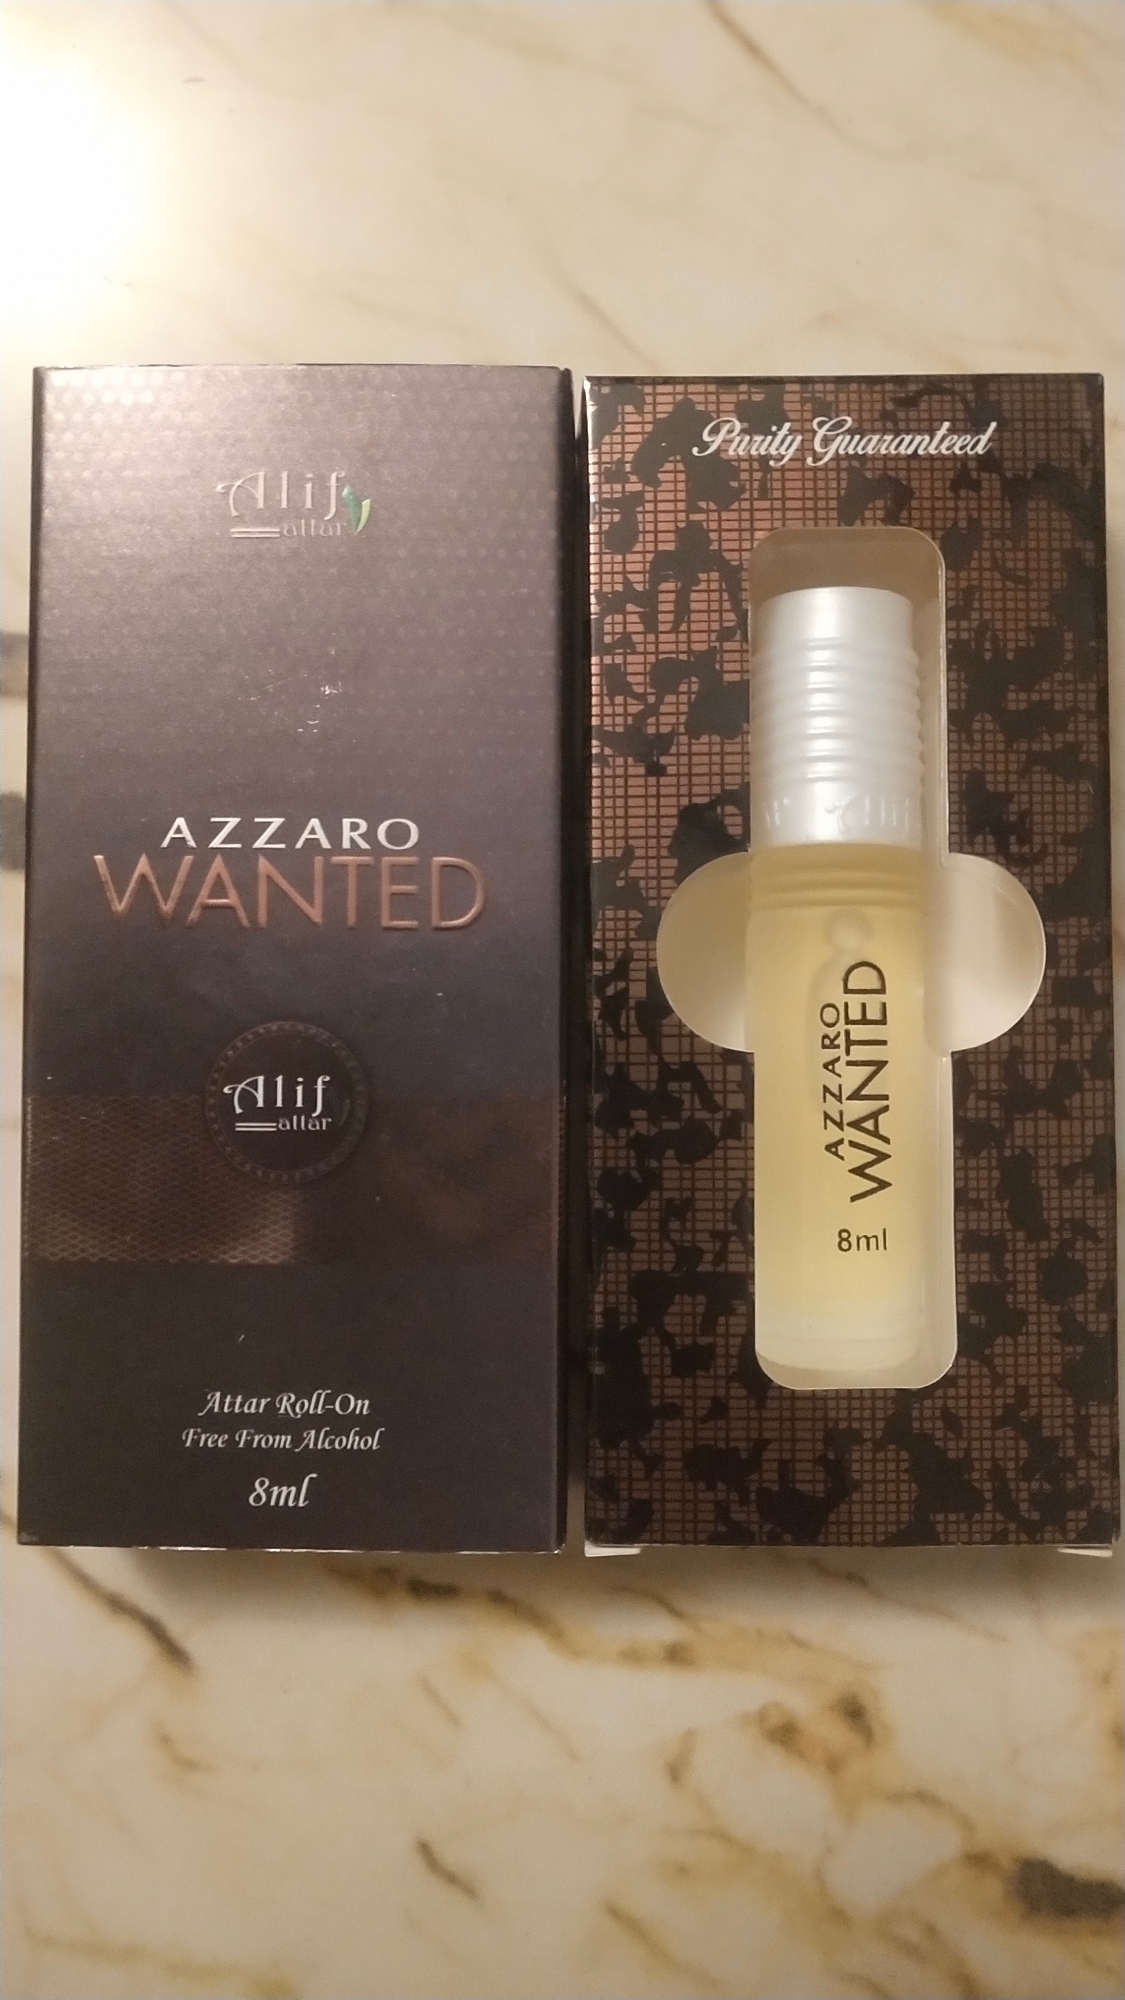 Alif
attar
AZZARO
WANTED
Alif
attar
Attar Roll-On
Free From Alcohol
8ml
Purity Guaranteed
AZZARO
WANTED
8ml